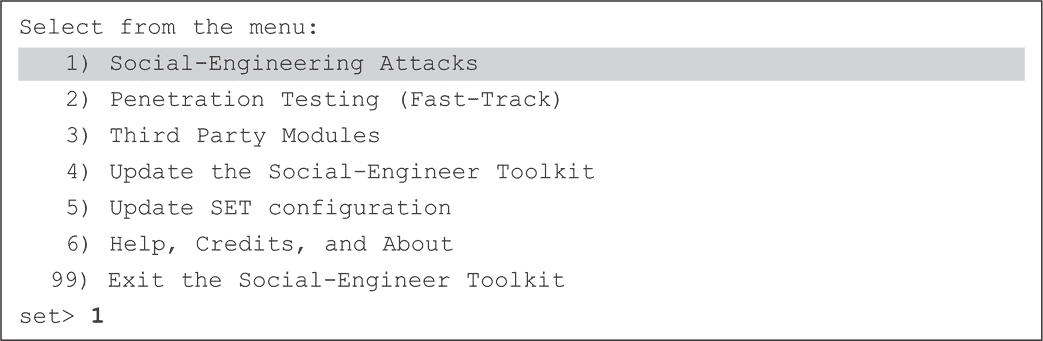 Select from the menu:
1) Social-Engineering Attacks
2) Penetration Testing (Fast-Track)
3) Third Party Modules
4) Update the Social-Engineer Toolkit
5) Update SET configuration
6) Help, Credits, and About
99) Exit the Social-Engineer Toolkit
set> 1